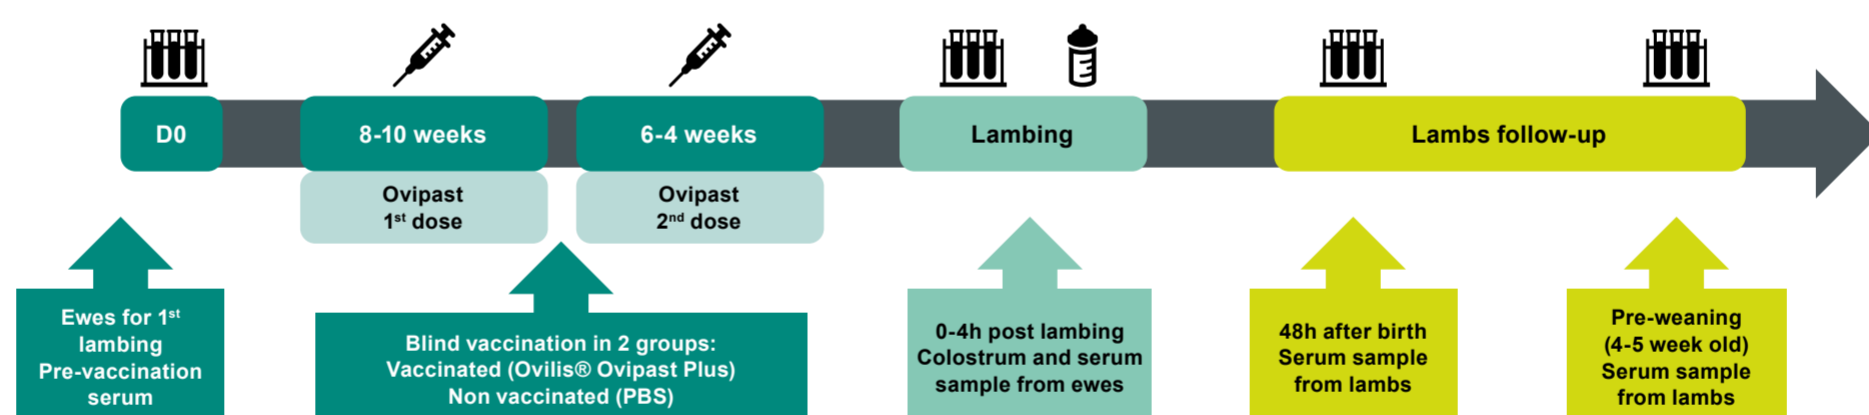 D0
8-10 weeks
6-4 weeks
Lambing
Lambs follow-up
Ovipast
1st dose
Ovipast
2nd dose
Ewes for 1st
lambing
Pre-vaccination
serum
Blind vaccination in 2 groups:
Vaccinated (Ovilis® Ovipast Plus)
Non vaccinated (PBS)
0-4h post lambing
Colostrum and serum
sample from ewes
48h after birth
Serum sample
from lambs
Pre-weaning
(4-5 week old)
Serum sample
from lambs